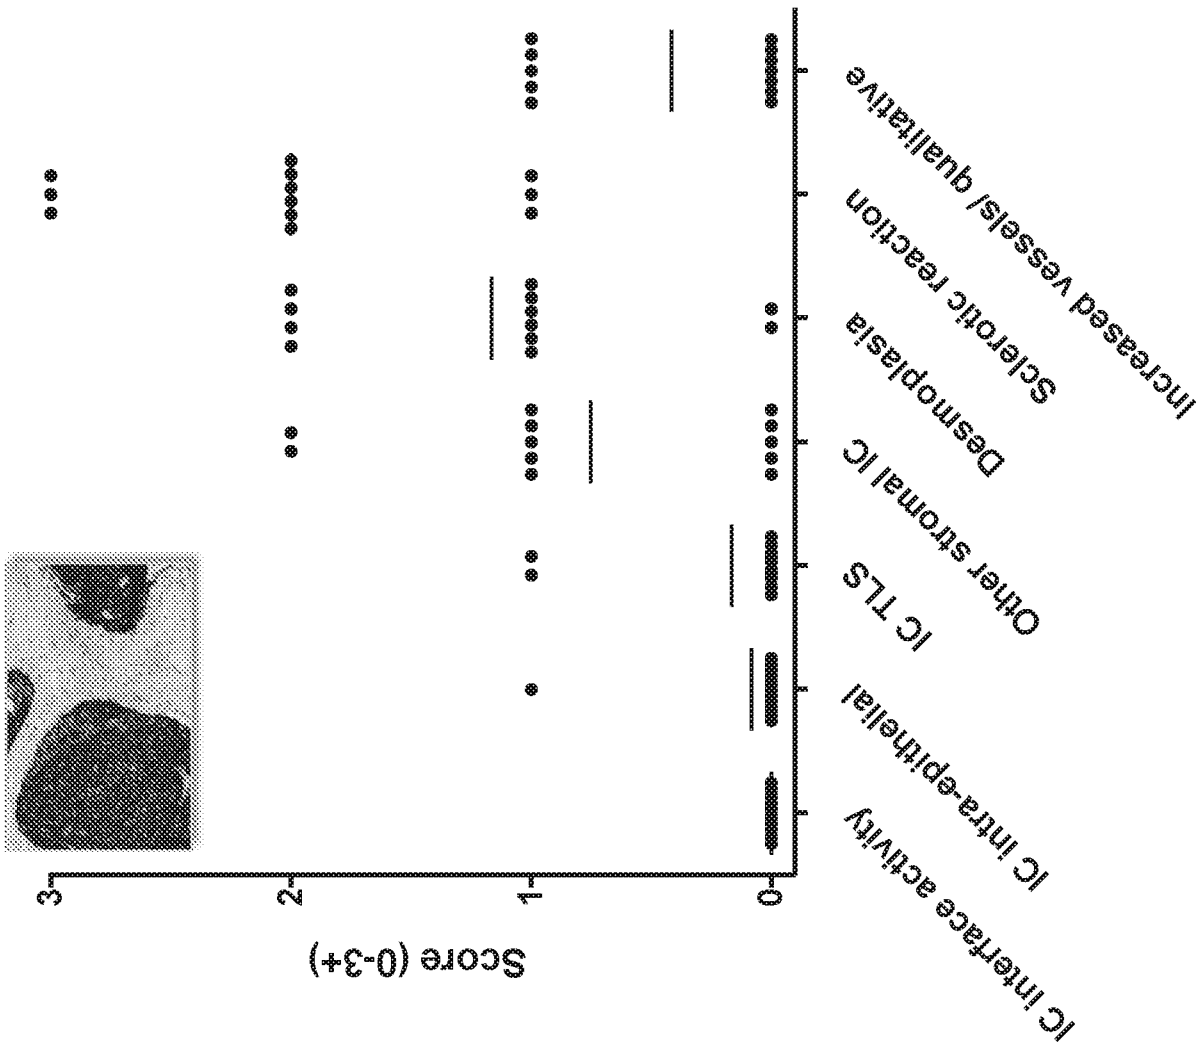 Score (0-3+)
3
2
1
0
IC interface activity
IC intra-epithelial
IC TLS
Other stromal IC
Desmoplasia
Sclerotic reaction
Increased vessels/ qualitative